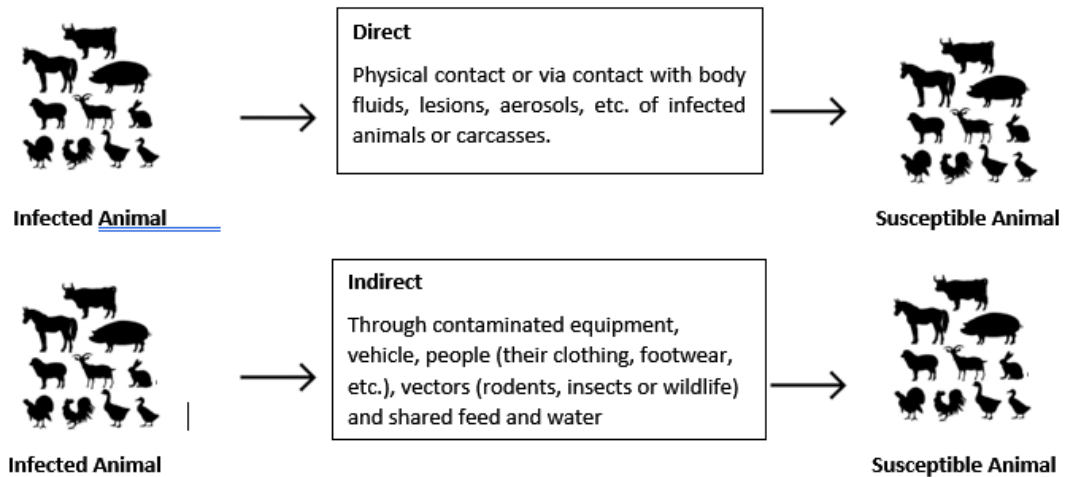 Direct
Physical contact or via contact with body
fluids, lesions, aerosols, etc. of infected
animals or carcasses.
Infected Animal
Susceptible Animal
Indirect
Through contaminated equipment,
vehicle, people (their clothing, footwear,
etc.), vectors (rodents, insects or wildlife)
and shared feed and water
Infected Animal
Susceptible Animal